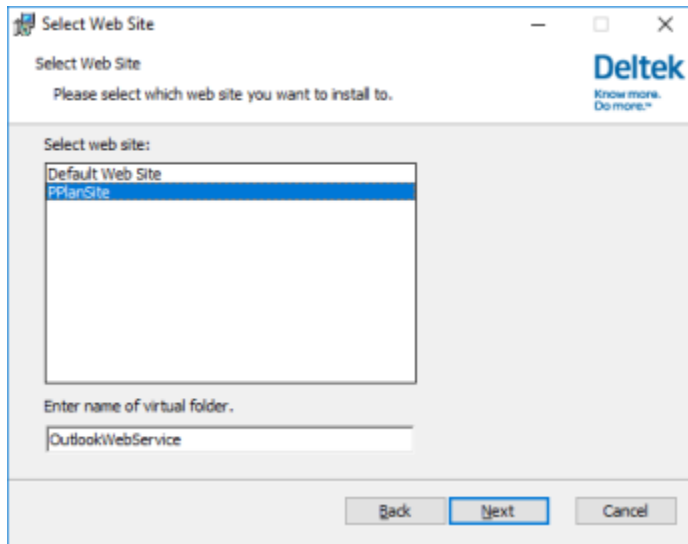 Select Web Site
Select Web Site
Please select which web site you want to install to.
Deltek
Know more.
Do more.™
Select web site:
Default Web Site
PPlanSite
Enter name of virtual folder.
OutlookWebService
Back
Next
Cancel